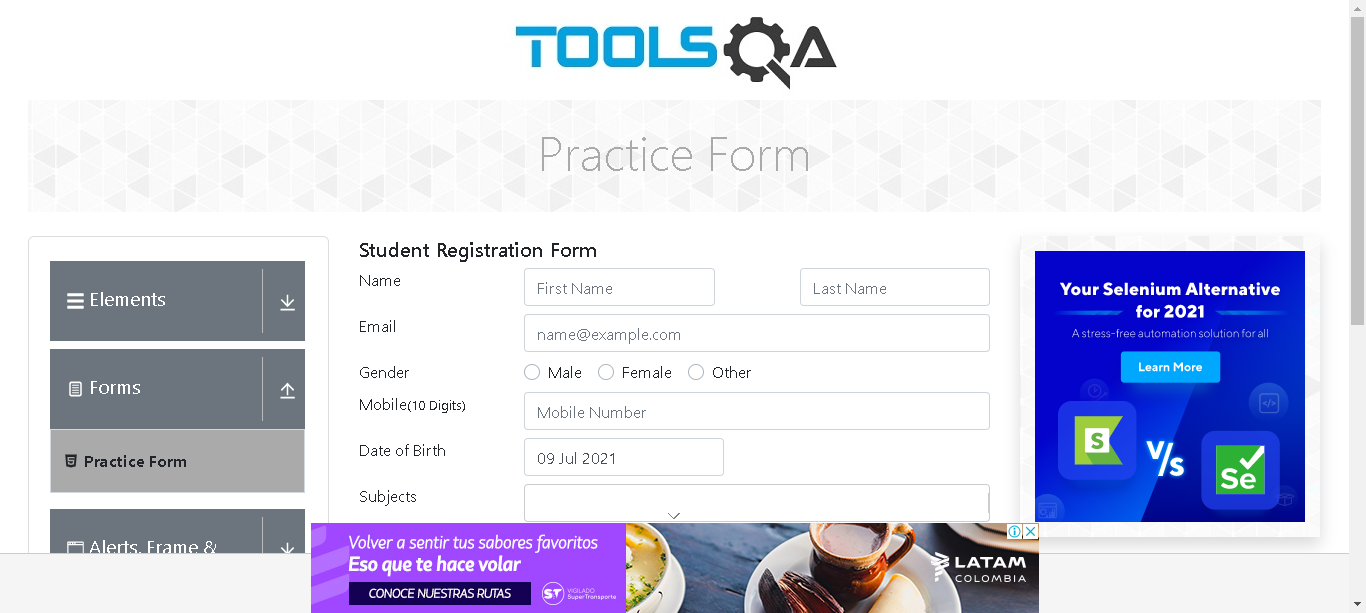 TOOLSQA
Practice Form
Elements
Forms
Practice Form
Alerts, Frame &
Student Registration Form
Name
First Name
Last Name
Email
name@example.com
Gender
Male
Female
Other
Mobile(10 Digits)
Mobile Number
Date of Birth
09 Jul 2021
Subjects
Your Selenium Alternative
for 2021
A stress-free automation solution for all
Learn More
S
V/s
Se
Volver a sentir tus sabores favoritos
Eso que te hace volar
CONOCE NUESTRAS RUTAS
ST
VIGILADO
SuperTransporte
LATAM
COLOMBIA